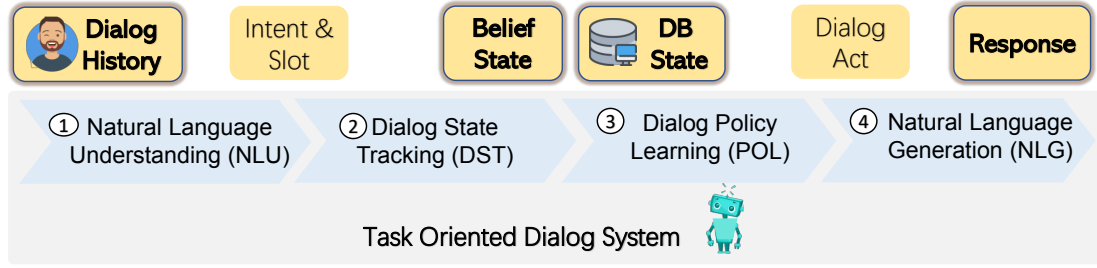 Dialog
History
Intent &
Slot
Belief
State
DB
State
Dialog
Act
Response
1 Natural Language
Understanding (NLU)
2 Dialog State
Tracking (DST)
3 Dialog Policy
Learning (POL)
4 Natural Language
Generation (NLG)
Task Oriented Dialog System